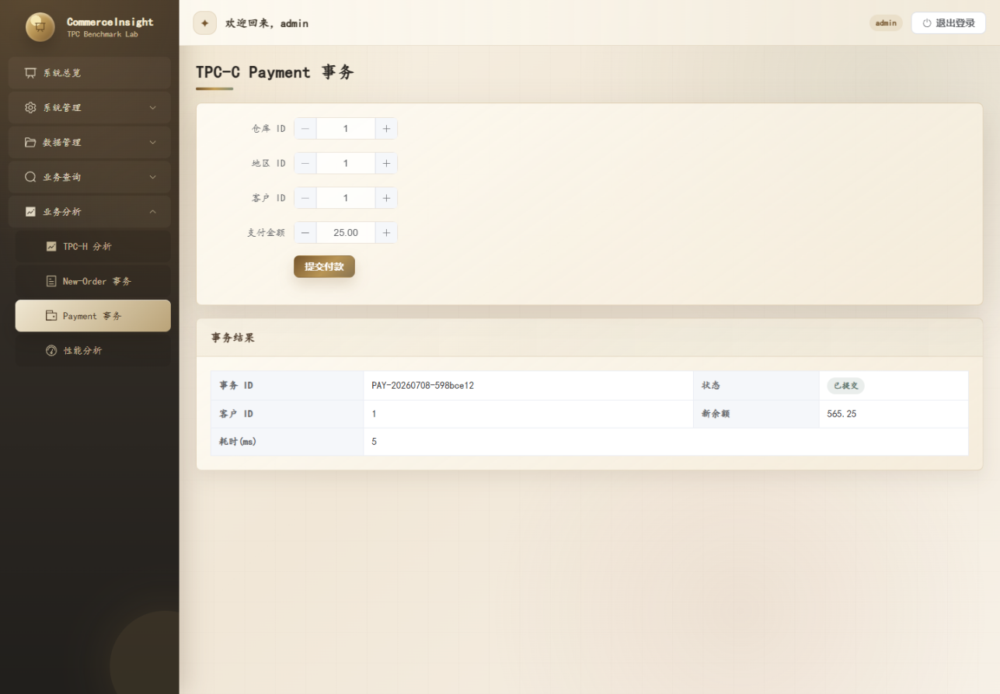 CommerceInsight
TPC Benchmark Lab
系统总览
系统管理
数据管理
业务查询
业务分析
TPC-H 分析
New-Order 事务
Payment 事务
性能分析
欢迎回来, admin
admin
退出登录
TPC-C Payment 事务
仓库 ID
1
地区 ID
1
客户 ID
1
支付金额
25.00
提交付款
事务结果
事务 ID PAY-20260708-598bce12 状态 已提交
客户 ID 1 新余额 565.25
耗时(ms) 5